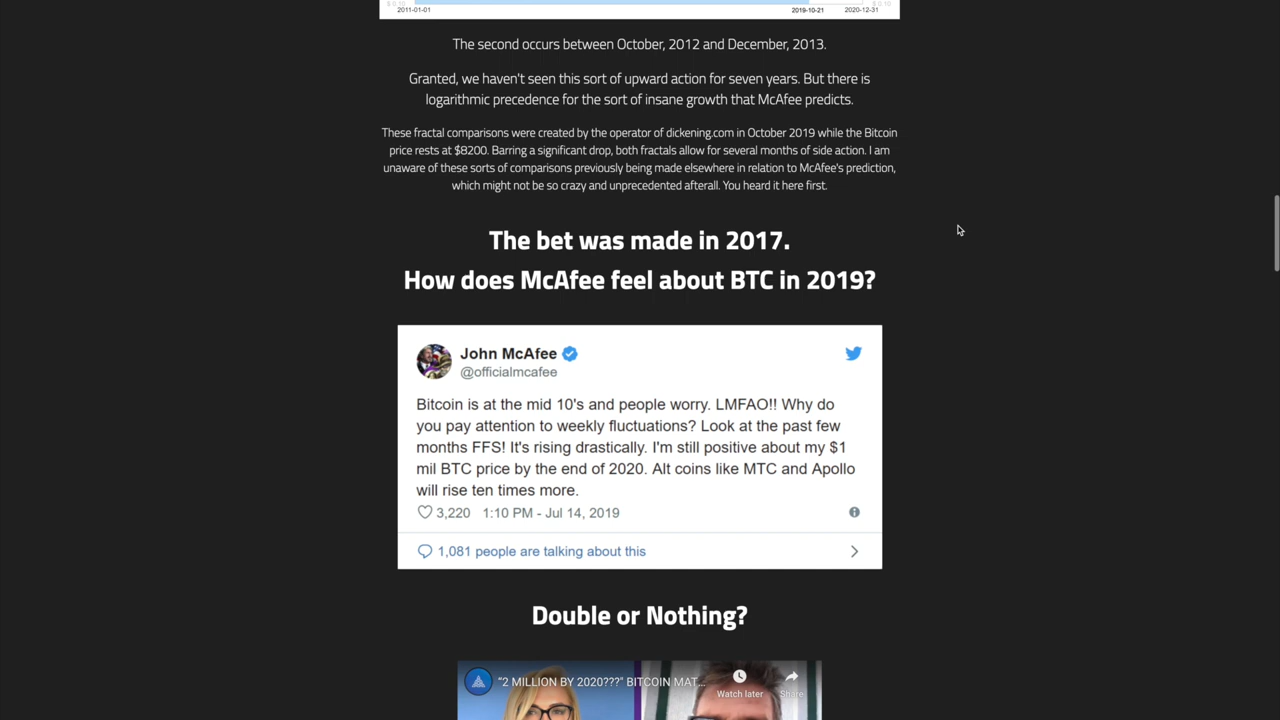 $ 0.10
$ 0.10
2011-01-01
2019-10-21
2020-12-31
The second occurs between October, 2012 and December, 2013.
Granted, we haven't seen this sort of upward action for seven years. But there is
logarithmic precedence for the sort of insane growth that McAfee predicts.
These fractal comparisons were created by the operator of dickening.com in October 2019 while the Bitcoin
price rests at $8200. Barring a significant drop, both fractals allow for several months of side action. I am
unaware of these sorts of comparisons previously being made elsewhere in relation to McAfee's prediction,
which might not be so crazy and unprecedented afterall. You heard it here first.
The bet was made in 2017.
How does McAfee feel about BTC in 2019?
John McAfee
@officialmcafee
Bitcoin is at the mid 10's and people worry. LMFAO!! Why do
you pay attention to weekly fluctuations? Look at the past few
months FFS! It's rising drastically. I'm still positive about my $1
mil BTC price by the end of 2020. Alt coins like MTC and Apollo
will rise ten times more.
3,220 1:10 PM - Jul 14, 2019
1,081 people are talking about this
Double or Nothing?
“2 MILLION BY 2020???” BITCOIN MAT...
Watch later
Share